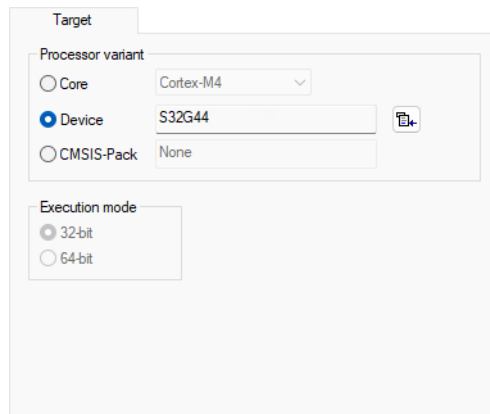 Target
Processor variant
Core Cortex-M4
Device S32G44
CMSIS-Pack None
Execution mode
32-bit
64-bit